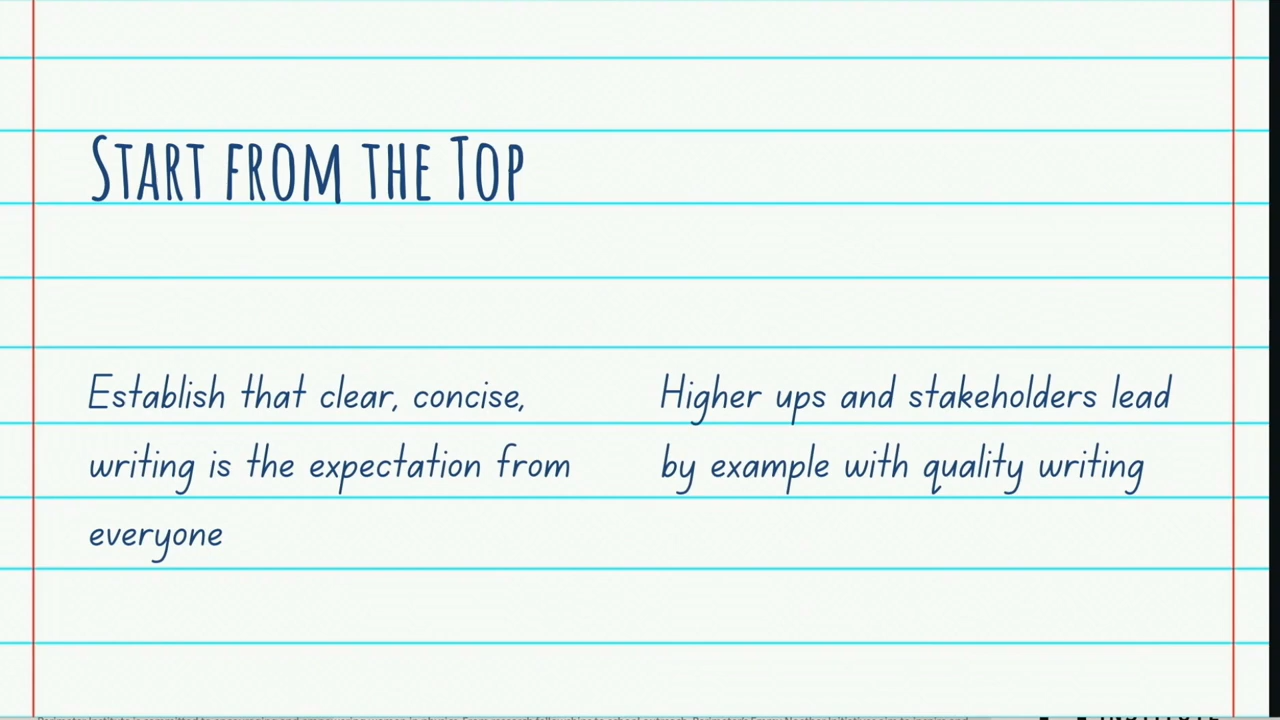 Start from the Top
Establish that clear, concise,
writing is the expectation from
everyone
Higher ups and stakeholders lead
by example with quality writing